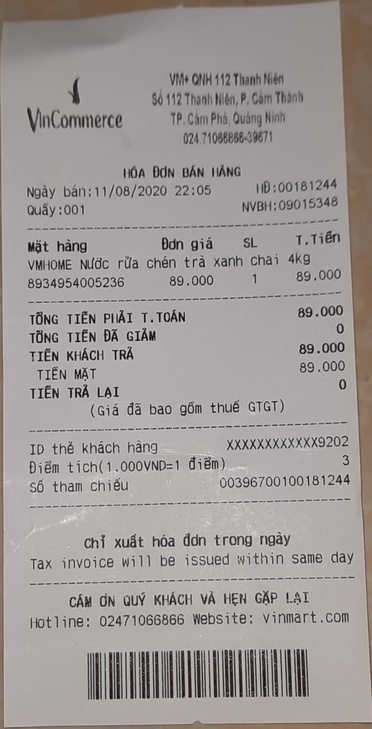 VinCommerce
VM+ QNH 112 Thanh Niên
Số 112 Thanh Niên, P. Cẩm Thành
TP. Cẩm Phả, Quảng Ninh
024.71066866-39671
HÓA ĐƠN BÁN HÀNG
Ngày bán:11/08/2020 22:05 HĐ:00181244
Quầy:001 NVBH:09015348
Mặt hàng Đơn giá SL T.Tiền
VMHOME Nước rửa chén trà xanh chai 4kg
8934954005236 89.000 1 89.000
TỔNG TIỀN PHẢI T.TOÁN 89.000
TỔNG TIỀN ĐÃ GIẢM 0
TIỀN KHÁCH TRẢ 89.000
TIỀN MẶT 89.000
TIỀN TRẢ LẠI 0
(Giá đã bao gồm thuế GTGT)
ID thẻ khách hàng XXXXXXXXXXXX9202
Điểm tích(1.000VND=1 điểm) 3
Số tham chiếu 00396700100181244
Chỉ xuất hóa đơn trong ngày
Tax invoice will be issued within same day
CẢM ƠN QUÝ KHÁCH VÀ HẸN GẶP LẠI
Hotline: 02471066866 Website: vinmart.com